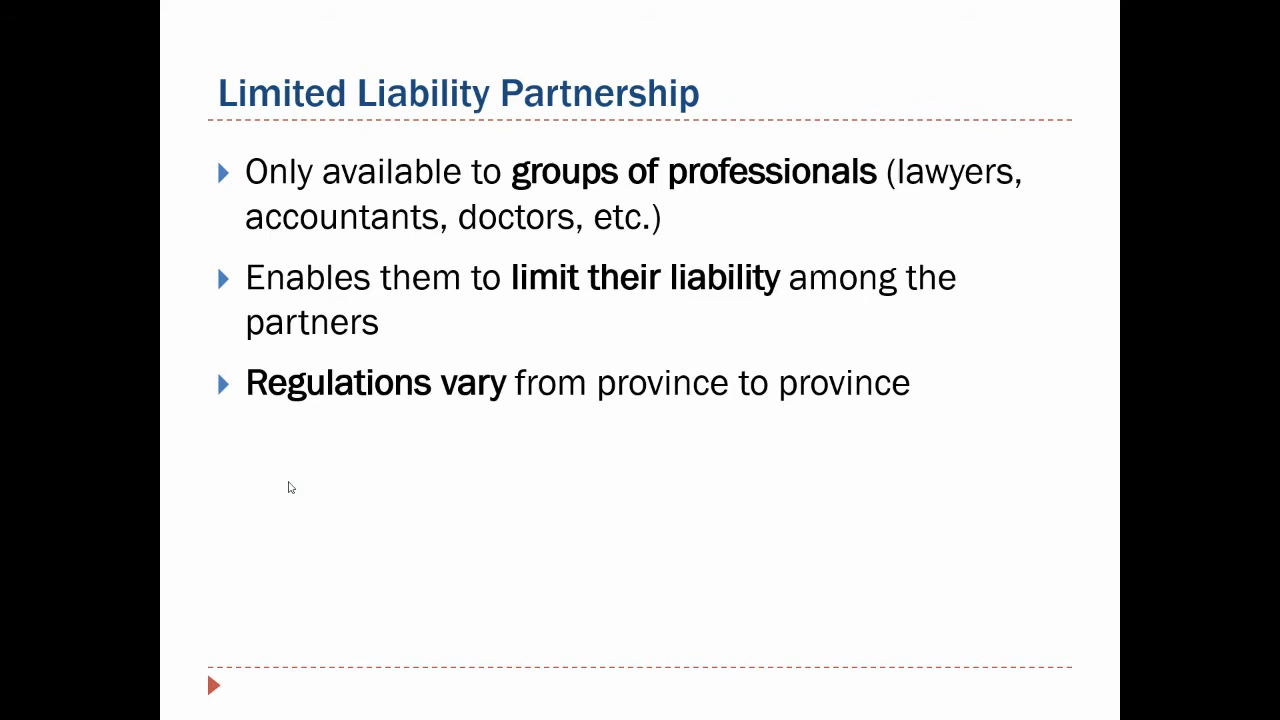 Limited Liability Partnership
Only available to groups of professionals (lawyers,
accountants, doctors, etc.)
Enables them to limit their liability among the
partners
Regulations vary from province to province